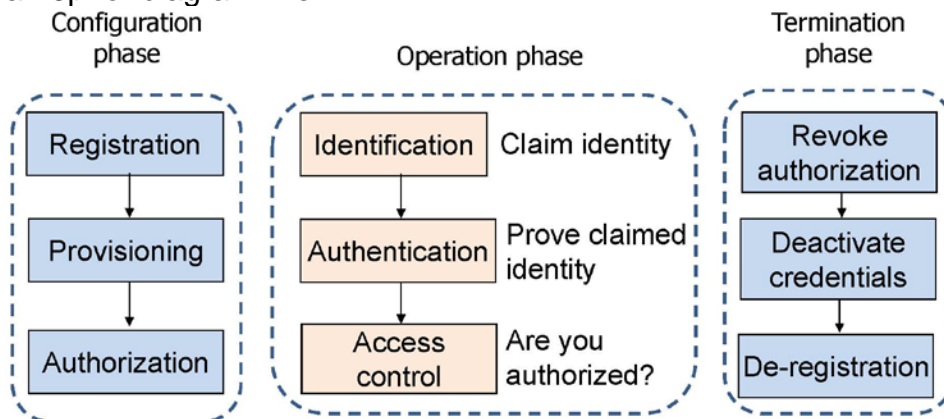 Configuration
phase
Registration
Provisioning
Authorization
Operation phase
Identification
Claim identity
Authentication
Prove claimed
identity
Access
control
Are you
authorized?
Termination
phase
Revoke
authorization
Deactivate
credentials
De-registration